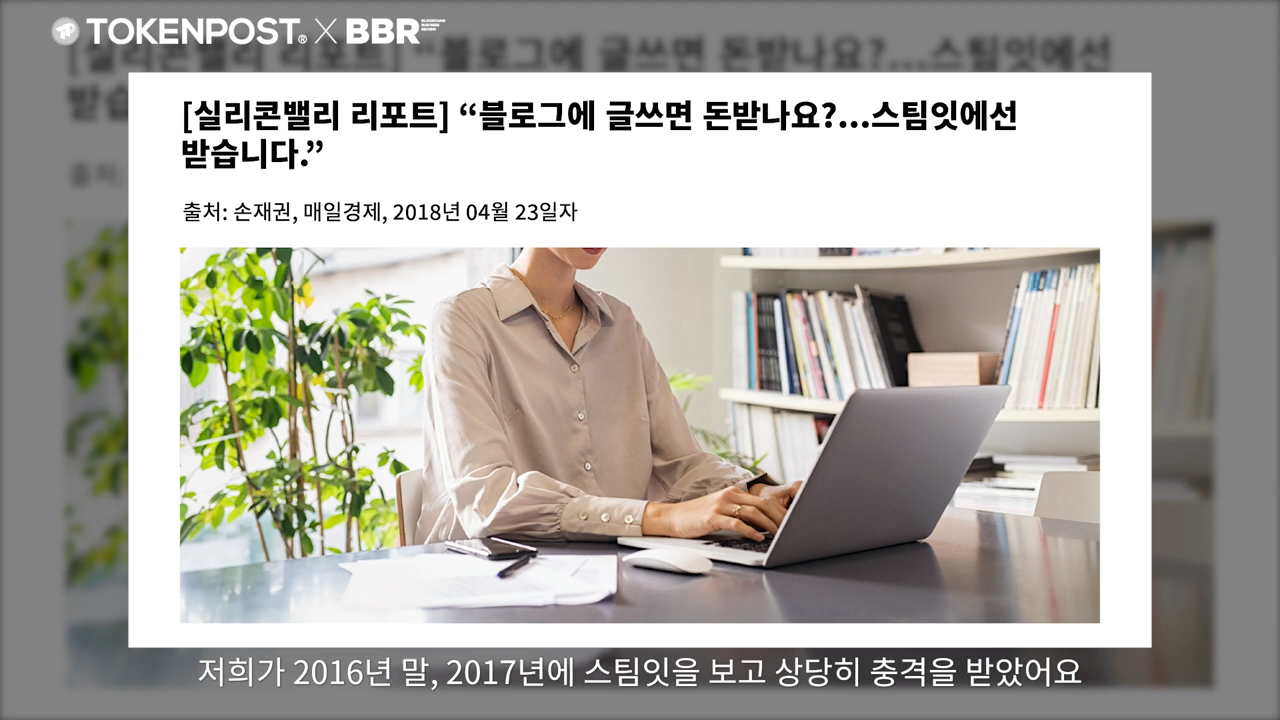 TOKENPOST® X BBR BLOCKCHAIN BUSINESS REVIEW
[실리콘밸리 리포트] “블로그에 글쓰면 돈받나요?...스팀잇에선
받습니다.”
출처: 손재권, 매일경제, 2018년 04월 23일자
저희가 2016년 말, 2017년에 스팀잇을 보고 상당히 충격을 받았어요